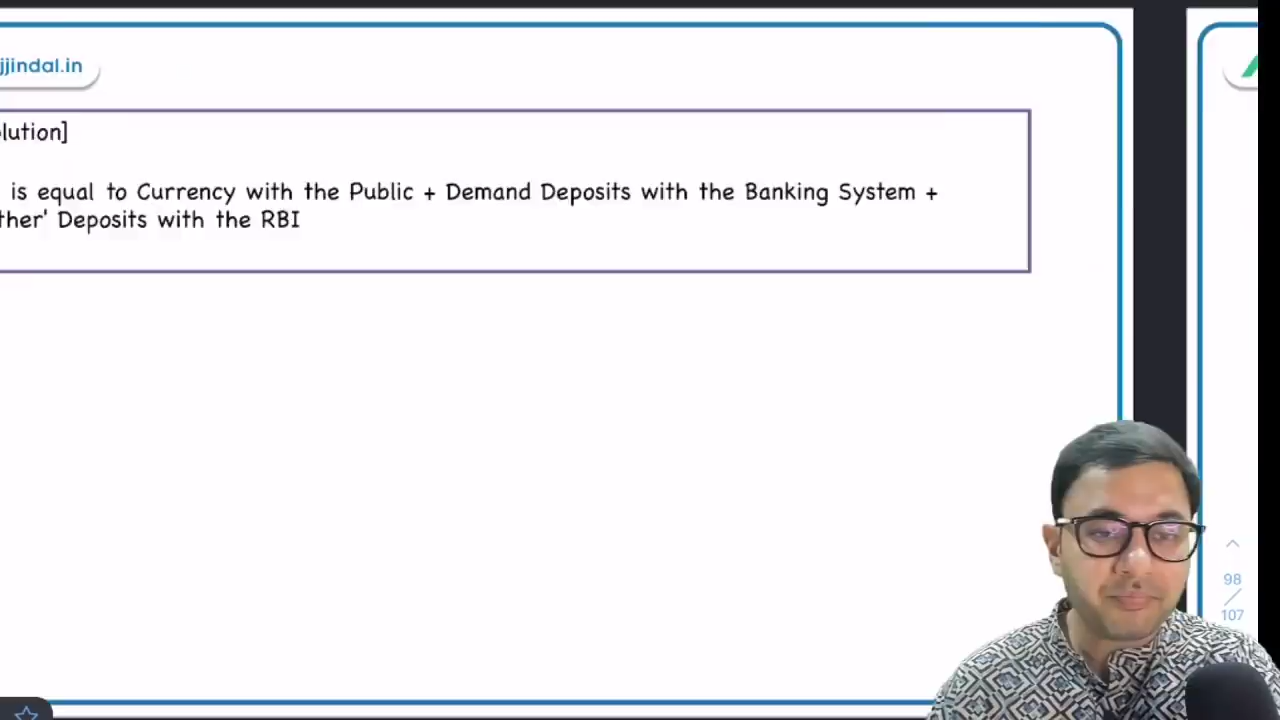 jjindal.in
lution]
is equal to Currency with the Public + Demand Deposits with the Banking System +
ther' Deposits with the RBI
98
107